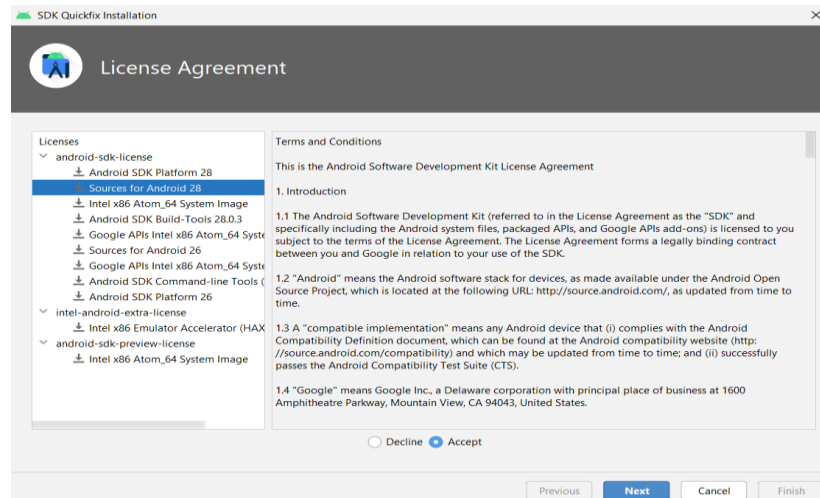 SDK Quickfix Installation
License Agreement
Licenses
android-sdk-license
Android SDK Platform 28
Sources for Android 28
Intel x86 Atom_64 System Image
Android SDK Build-Tools 28.0.3
Google APIs Intel x86 Atom_64 Syste
Sources for Android 26
Google APIs Intel x86 Atom_64 Syste
Android SDK Command-line Tools (
Android SDK Platform 26
intel-android-extra-license
Intel x86 Emulator Accelerator (HAX
android-sdk-preview-license
Intel x86 Atom_64 System Image
Terms and Conditions
This is the Android Software Development Kit License Agreement
1. Introduction
1.1 The Android Software Development Kit (referred to in the License Agreement as the "SDK" and
specifically including the Android system files, packaged APIs, and Google APIs add-ons) is licensed to you
subject to the terms of the License Agreement. The License Agreement forms a legally binding contract
between you and Google in relation to your use of the SDK.
1.2 "Android" means the Android software stack for devices, as made available under the Android Open
Source Project, which is located at the following URL: http://source.android.com/, as updated from time to
time.
1.3 A "compatible implementation" means any Android device that (i) complies with the Android
Compatibility Definition document, which can be found at the Android compatibility website (http:
//source.android.com/compatibility) and which may be updated from time to time; and (ii) successfully
passes the Android Compatibility Test Suite (CTS).
1.4 "Google" means Google Inc., a Delaware corporation with principal place of business at 1600
Amphitheatre Parkway, Mountain View, CA 94043, United States.
Decline Accept
Previous Next Cancel Finish